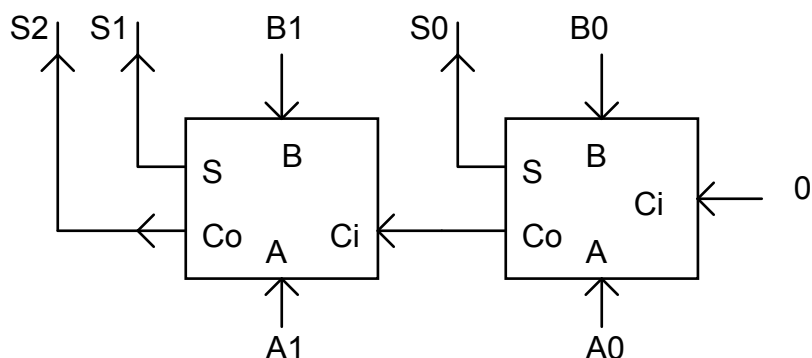 S2 S1 B1 S0 B0
B B
S S 0
Ci
Co Ci Co
A A
A1 A0